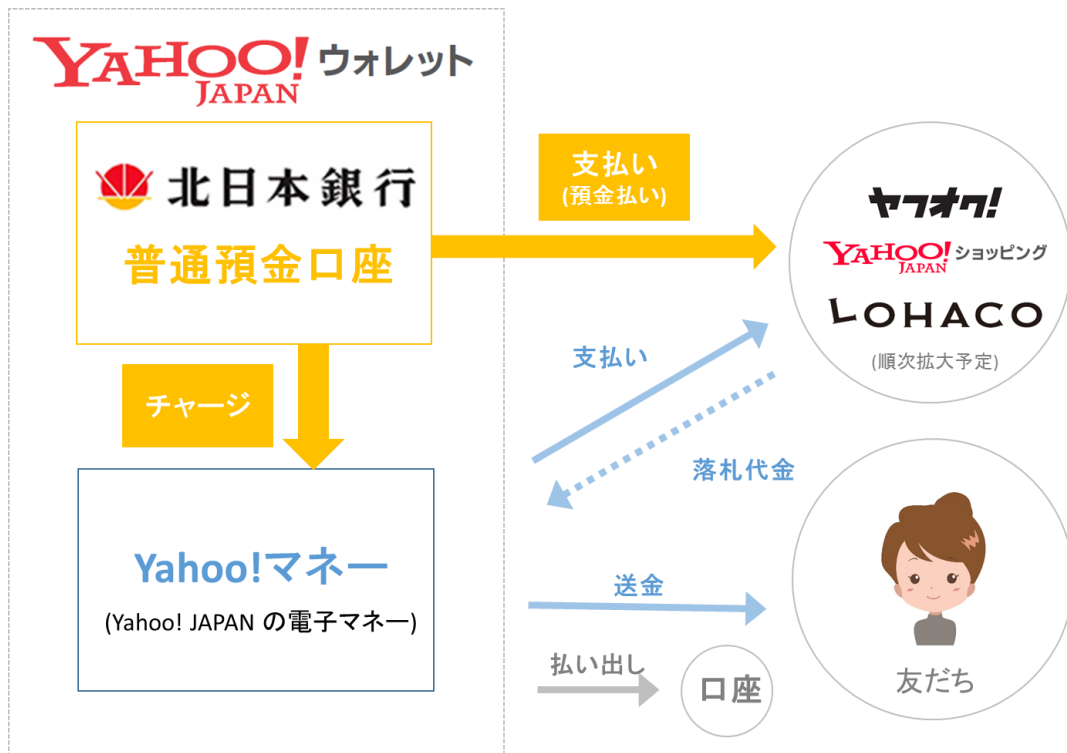 YAHOO! JAPAN ウォレット
北日本銀行
普通預金口座
支払い
(預金払い)
ヤフオク!
YAHOO! JAPAN ショッピング
LOHACO
(順次拡大予定)
チャージ
支払い
落札代金
Yahoo!マネー
(Yahoo! JAPAN の電子マネー)
送金
払い出し
口座
友だち